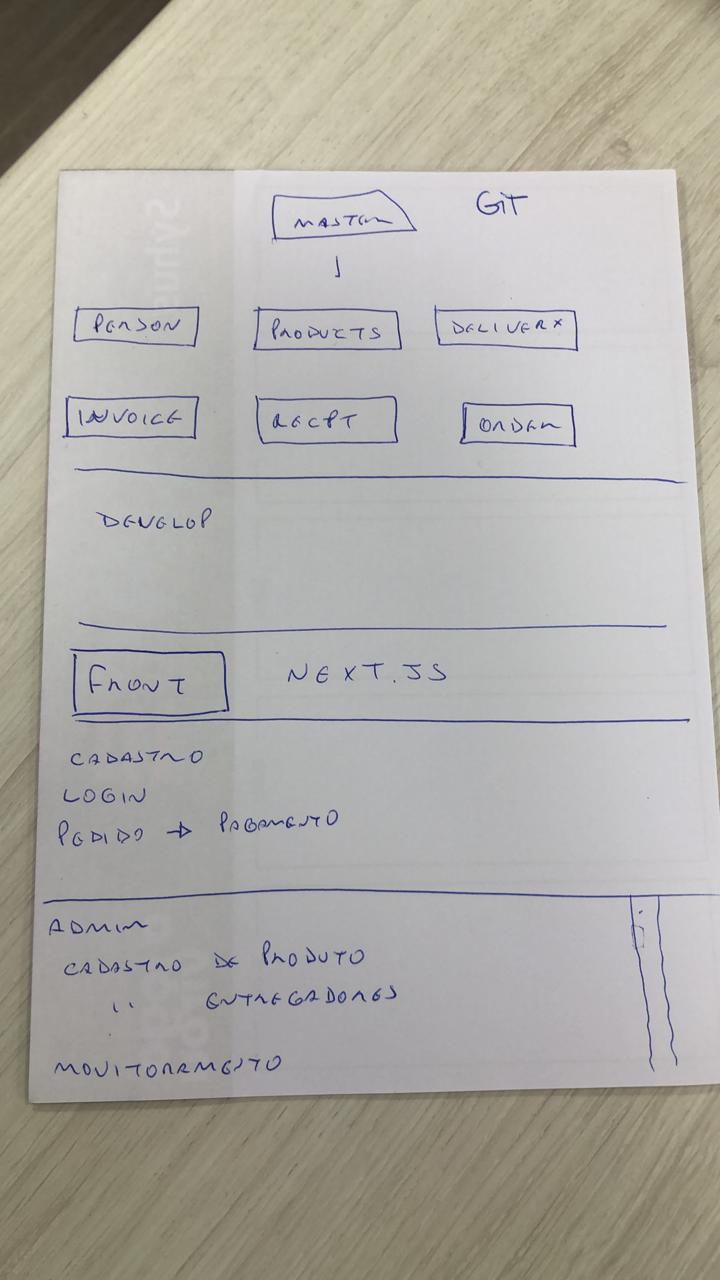 MASTER GIT
PERSON PRODUCTS DELIVERY
INVOICE RECPT ORDER
DEVELOP
FRONT NEXT.JS
CADASTRO
LOGIN
PEDIDO → PAGAMENTO
ADMIN
CADASTRO DE PRODUTO
'' ENTREGADORES
MONITORAMENTO